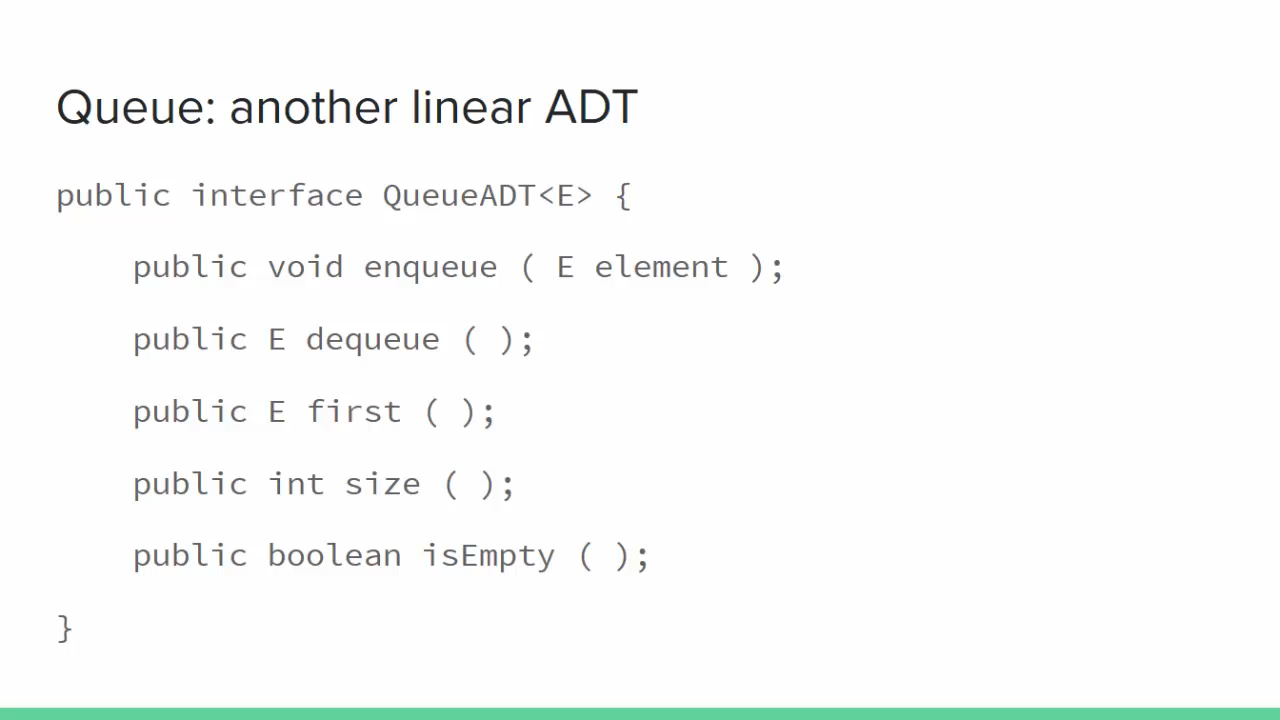 Queue: another linear ADT
public interface QueueADT<E> {
public void enqueue ( E element );
public E dequeue ( );
public E first ( );
public int size ( );
public boolean isEmpty ( );
}